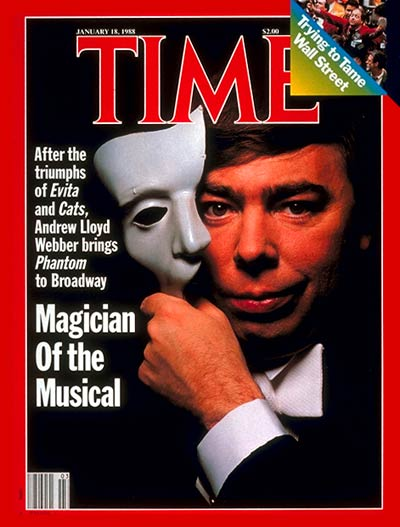 JANUARY 18, 1988
$2.00
TIME
Trying to Tame
Wall Street
After the
triumphs
of Evita
and Cats,
Andrew Lloyd
Webber brings
Phantom
to Broadway
Magician
Of the
Musical
03